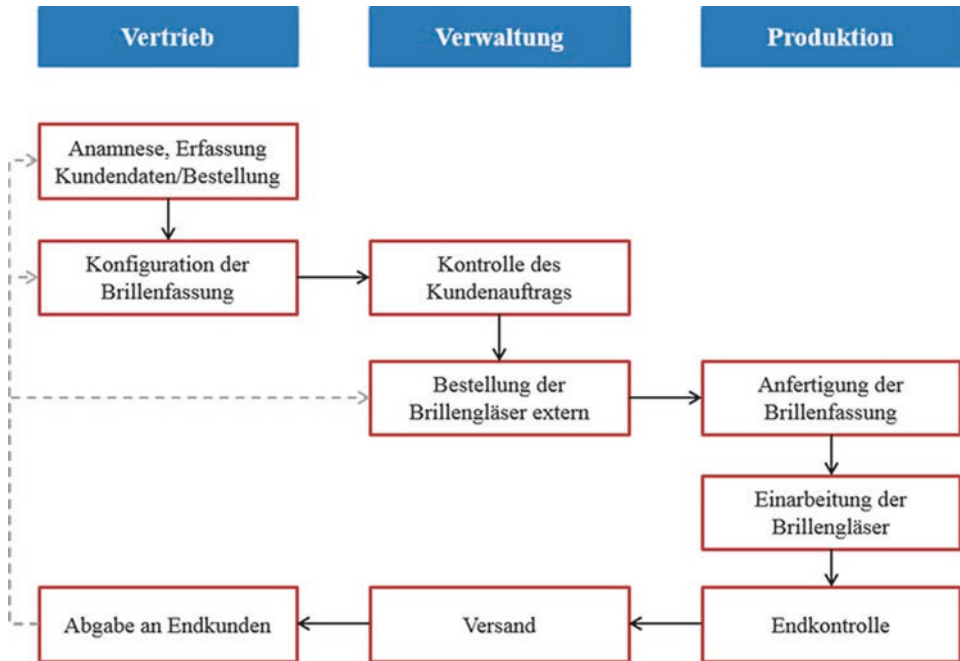 Vertrieb
Verwaltung
Produktion
Anamnese, Erfassung
Kundendaten/Bestellung
Konfiguration der
Brillenfassung
Kontrolle des
Kundenauftrags
Bestellung der
Brillengläser extern
Anfertigung der
Brillenfassung
Einarbeitung der
Brillengläser
Abgabe an Endkunden
Versand
Endkontrolle